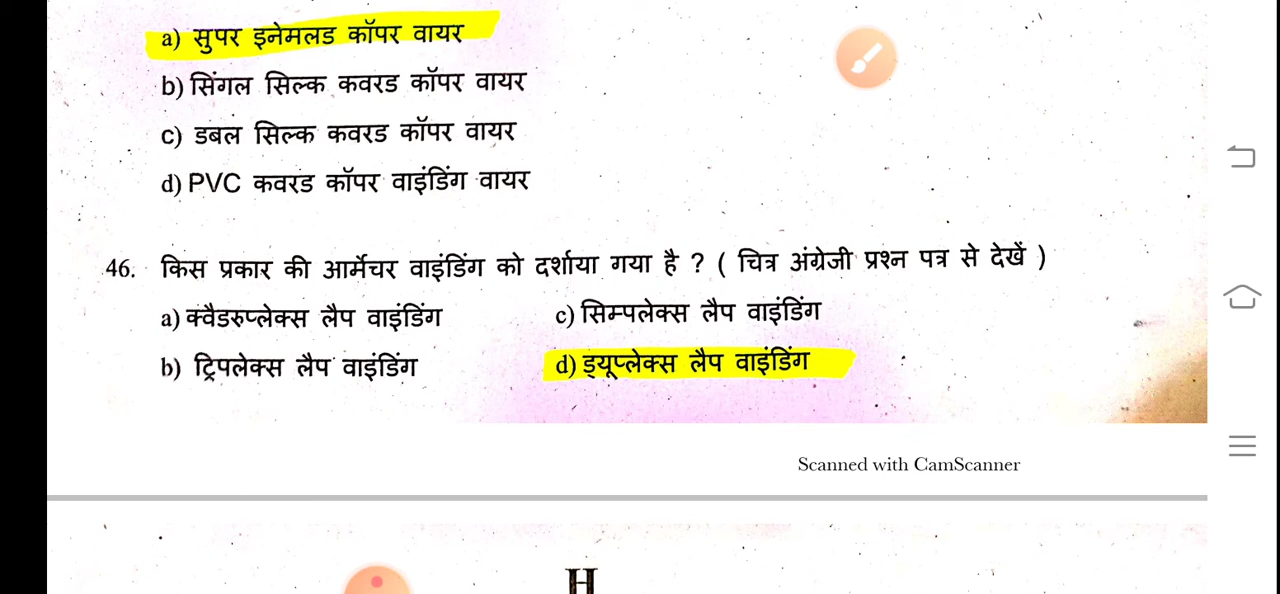 a) सुपर इनेमलड कॉपर वायर
b) सिंगल सिल्क कवरड कॉपर वायर
c) डबल सिल्क कवरड कॉपर वायर
d) PVC कवरड कॉपर वाइंडिंग वायर
46. किस प्रकार की आर्मेचर वाइंडिंग को दर्शाया गया है ? ( चित्र अंग्रेजी प्रश्न पत्र से देखें )
a) क्वैडरुप्लेक्स लैप वाइंडिंग c) सिम्पलेक्स लैप वाइंडिंग
b) ट्रिपलेक्स लैप वाइंडिंग d) ड्यूप्लेक्स लैप वाइंडिंग
Scanned with CamScanner
H